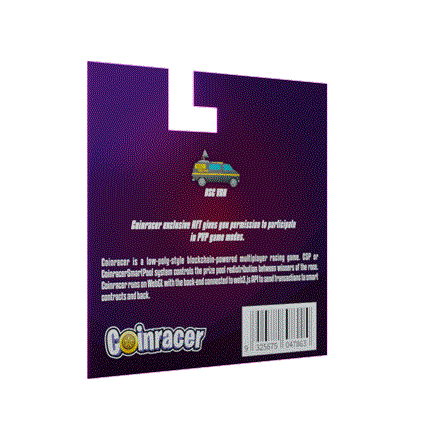 BSC VAN
Coinracer exclusive NFT gives you permission to participate
in PVP game modes.
Coinracer is a low-poly-style blockchain-powered multiplayer racing game. CSP or
CoinracerSmartPool system controls the prize pool redistribution between winners of the race.
Coinracer runs on WebGL with the back-end connected to web3.js API to send transactions to smart
contracts and back.
Coinracer
9 325675 047863